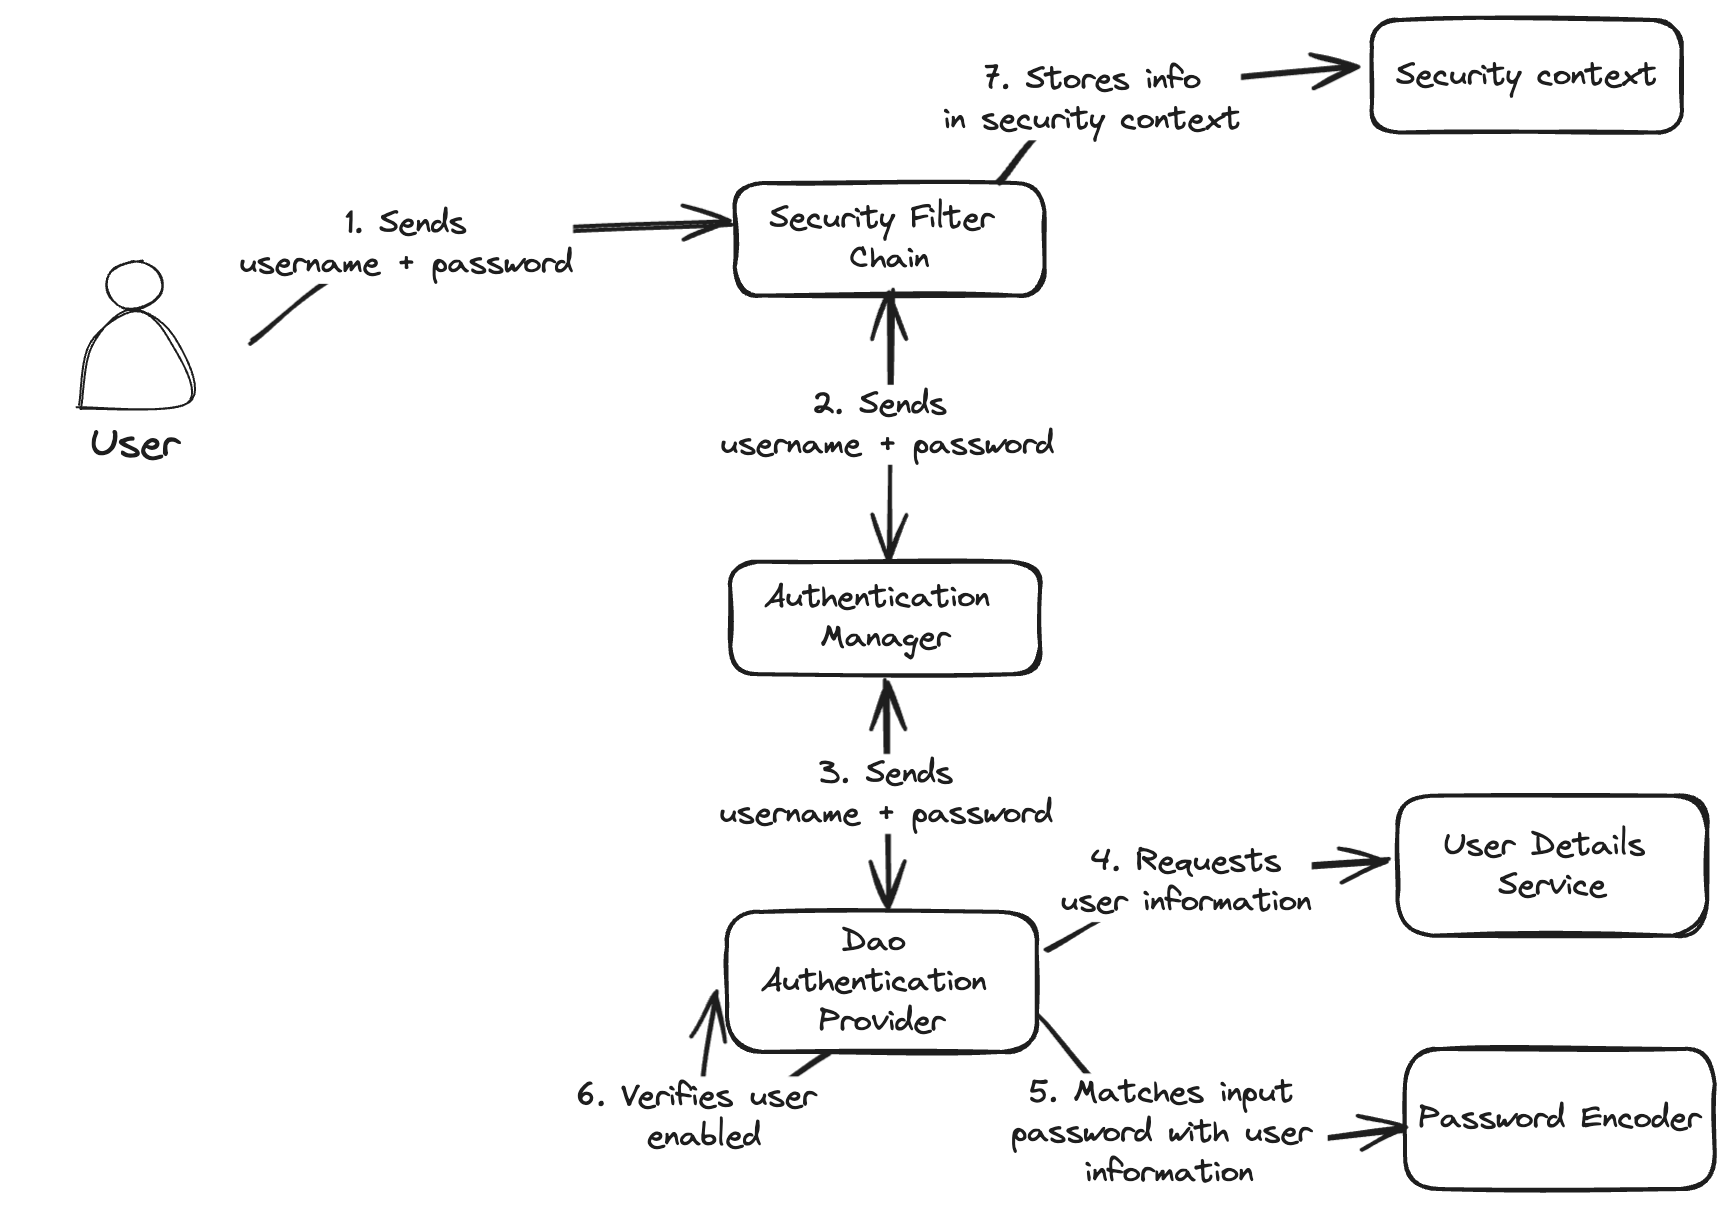 7. Stores info
in security context
Security context
1. Sends
username + password
Security Filter
Chain
User
2. Sends
username + password
Authentication
Manager
3. Sends
username + password
4. Requests
user information
User Details
Service
Dao
Authentication
Provider
6. Verifies user
enabled
5. Matches input
password with user
information
Password Encoder